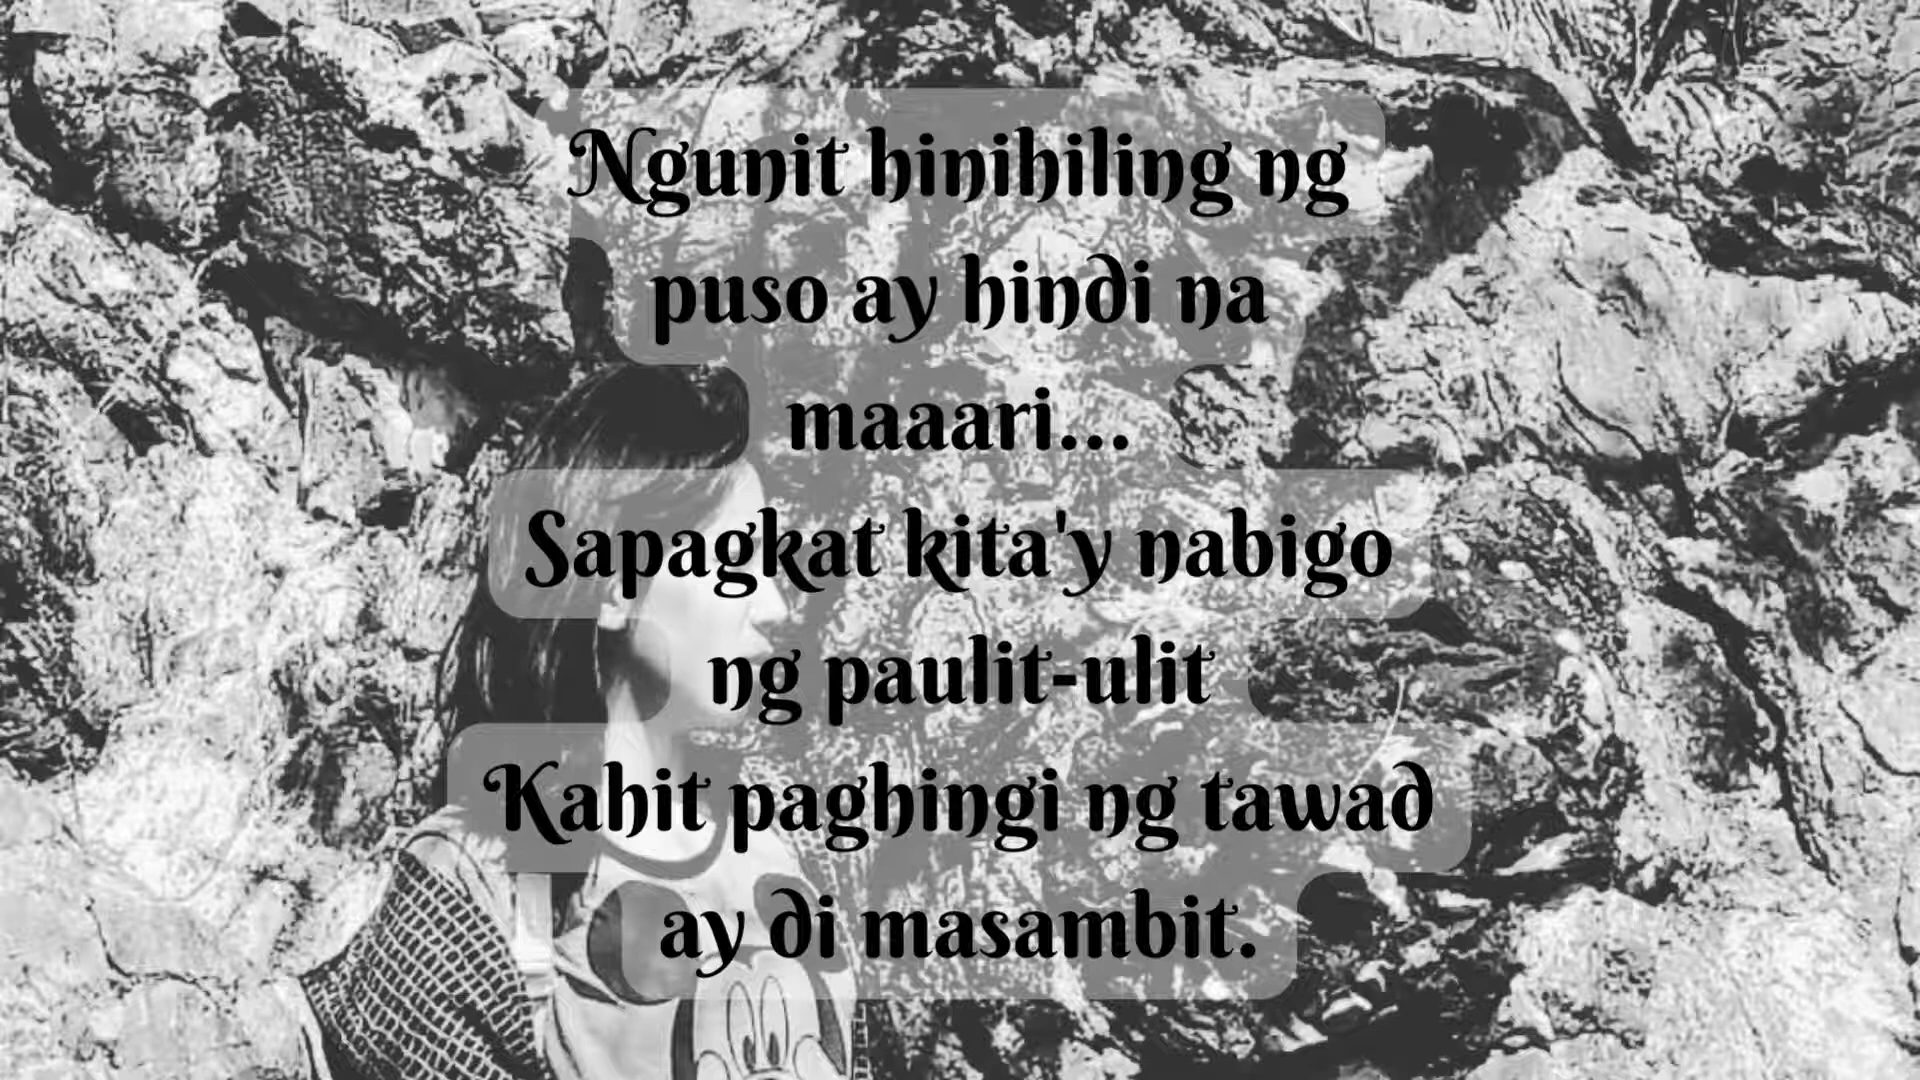 Ngunit hinihiling ng
puso ay hindi na
maaari...
Sapagkat kita'y nabigo
ng paulit-ulit
Kahit paghingi ng tawad
ay di masambit.